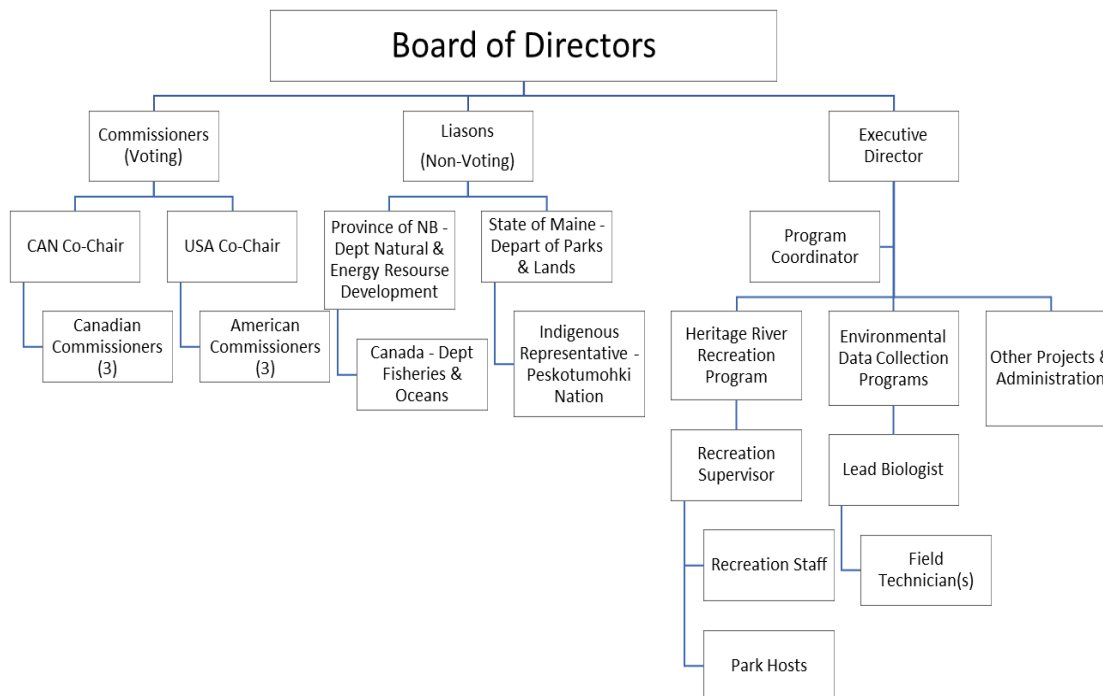 Board of Directors
Commissioners
(Voting)
Liasons
(Non-Voting)
Executive
Director
CAN Co-Chair
USA Co-Chair
Province of NB -
Dept Natural &
Energy Resourse
Development
State of Maine -
Depart of Parks
& Lands
Program
Coordinator
Canadian
Commissioners
(3)
American
Commissioners
(3)
Canada - Dept
Fisheries &
Oceans
Indigenous
Representative -
Peskotumohki
Nation
Heritage River
Recreation
Program
Environmental
Data Collection
Programs
Other Projects &
Administration
Recreation
Supervisor
Lead Biologist
Recreation Staff
Field
Technician(s)
Park Hosts